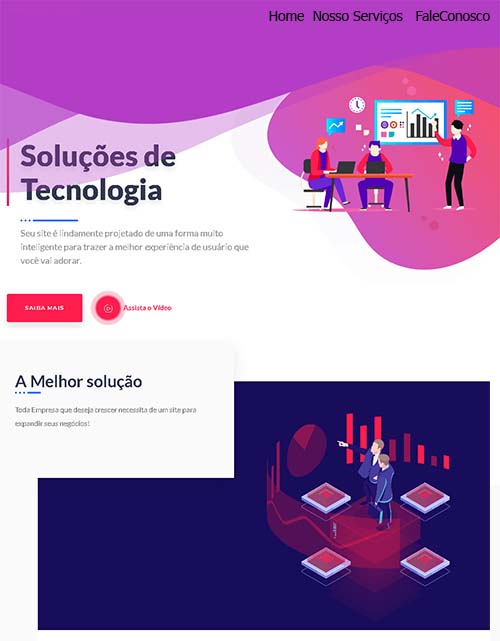 Home Nosso Serviços FaleConosco
Soluções de
Tecnologia
Seu site é lindamente projetado de uma forma muito
inteligente para trazer a melhor experiência de usuário que
você vai adorar.
SAIBA MAIS
Assista o Vídeo
A Melhor solução
Toda Empresa que deseja crescer necessita de um site para
expandir seus negócios!